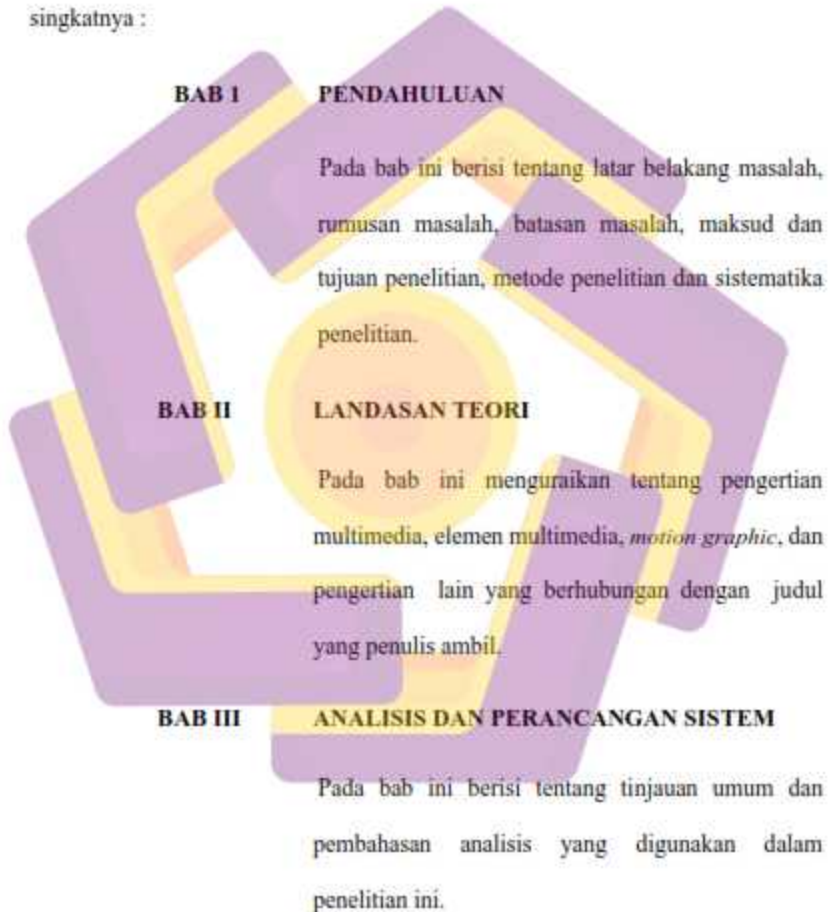 singkatnya :
BAB 1 PENDAHULUAN
Pada bab ini berisi tentang latar belakang masalah,
rumusan masalah, batasan masalah, maksud dan
tujuan penelitian, metode penelitian dan sistematika
penelitian.
BAB II LANDASAN TEORI
Pada bab ini menguraikan tentang pengertian
multimedia, elemen multimedia, motion graphic, dan
pengertian lain yang berhubungan dengan judul
yang penulis ambil.
BAB III ANALISIS DAN PERANCANGAN SISTEM
Pada bab ini berisi tentang tinjauan umum dan
pembahasan analisis yang digunakan dalam
penelitian ini.